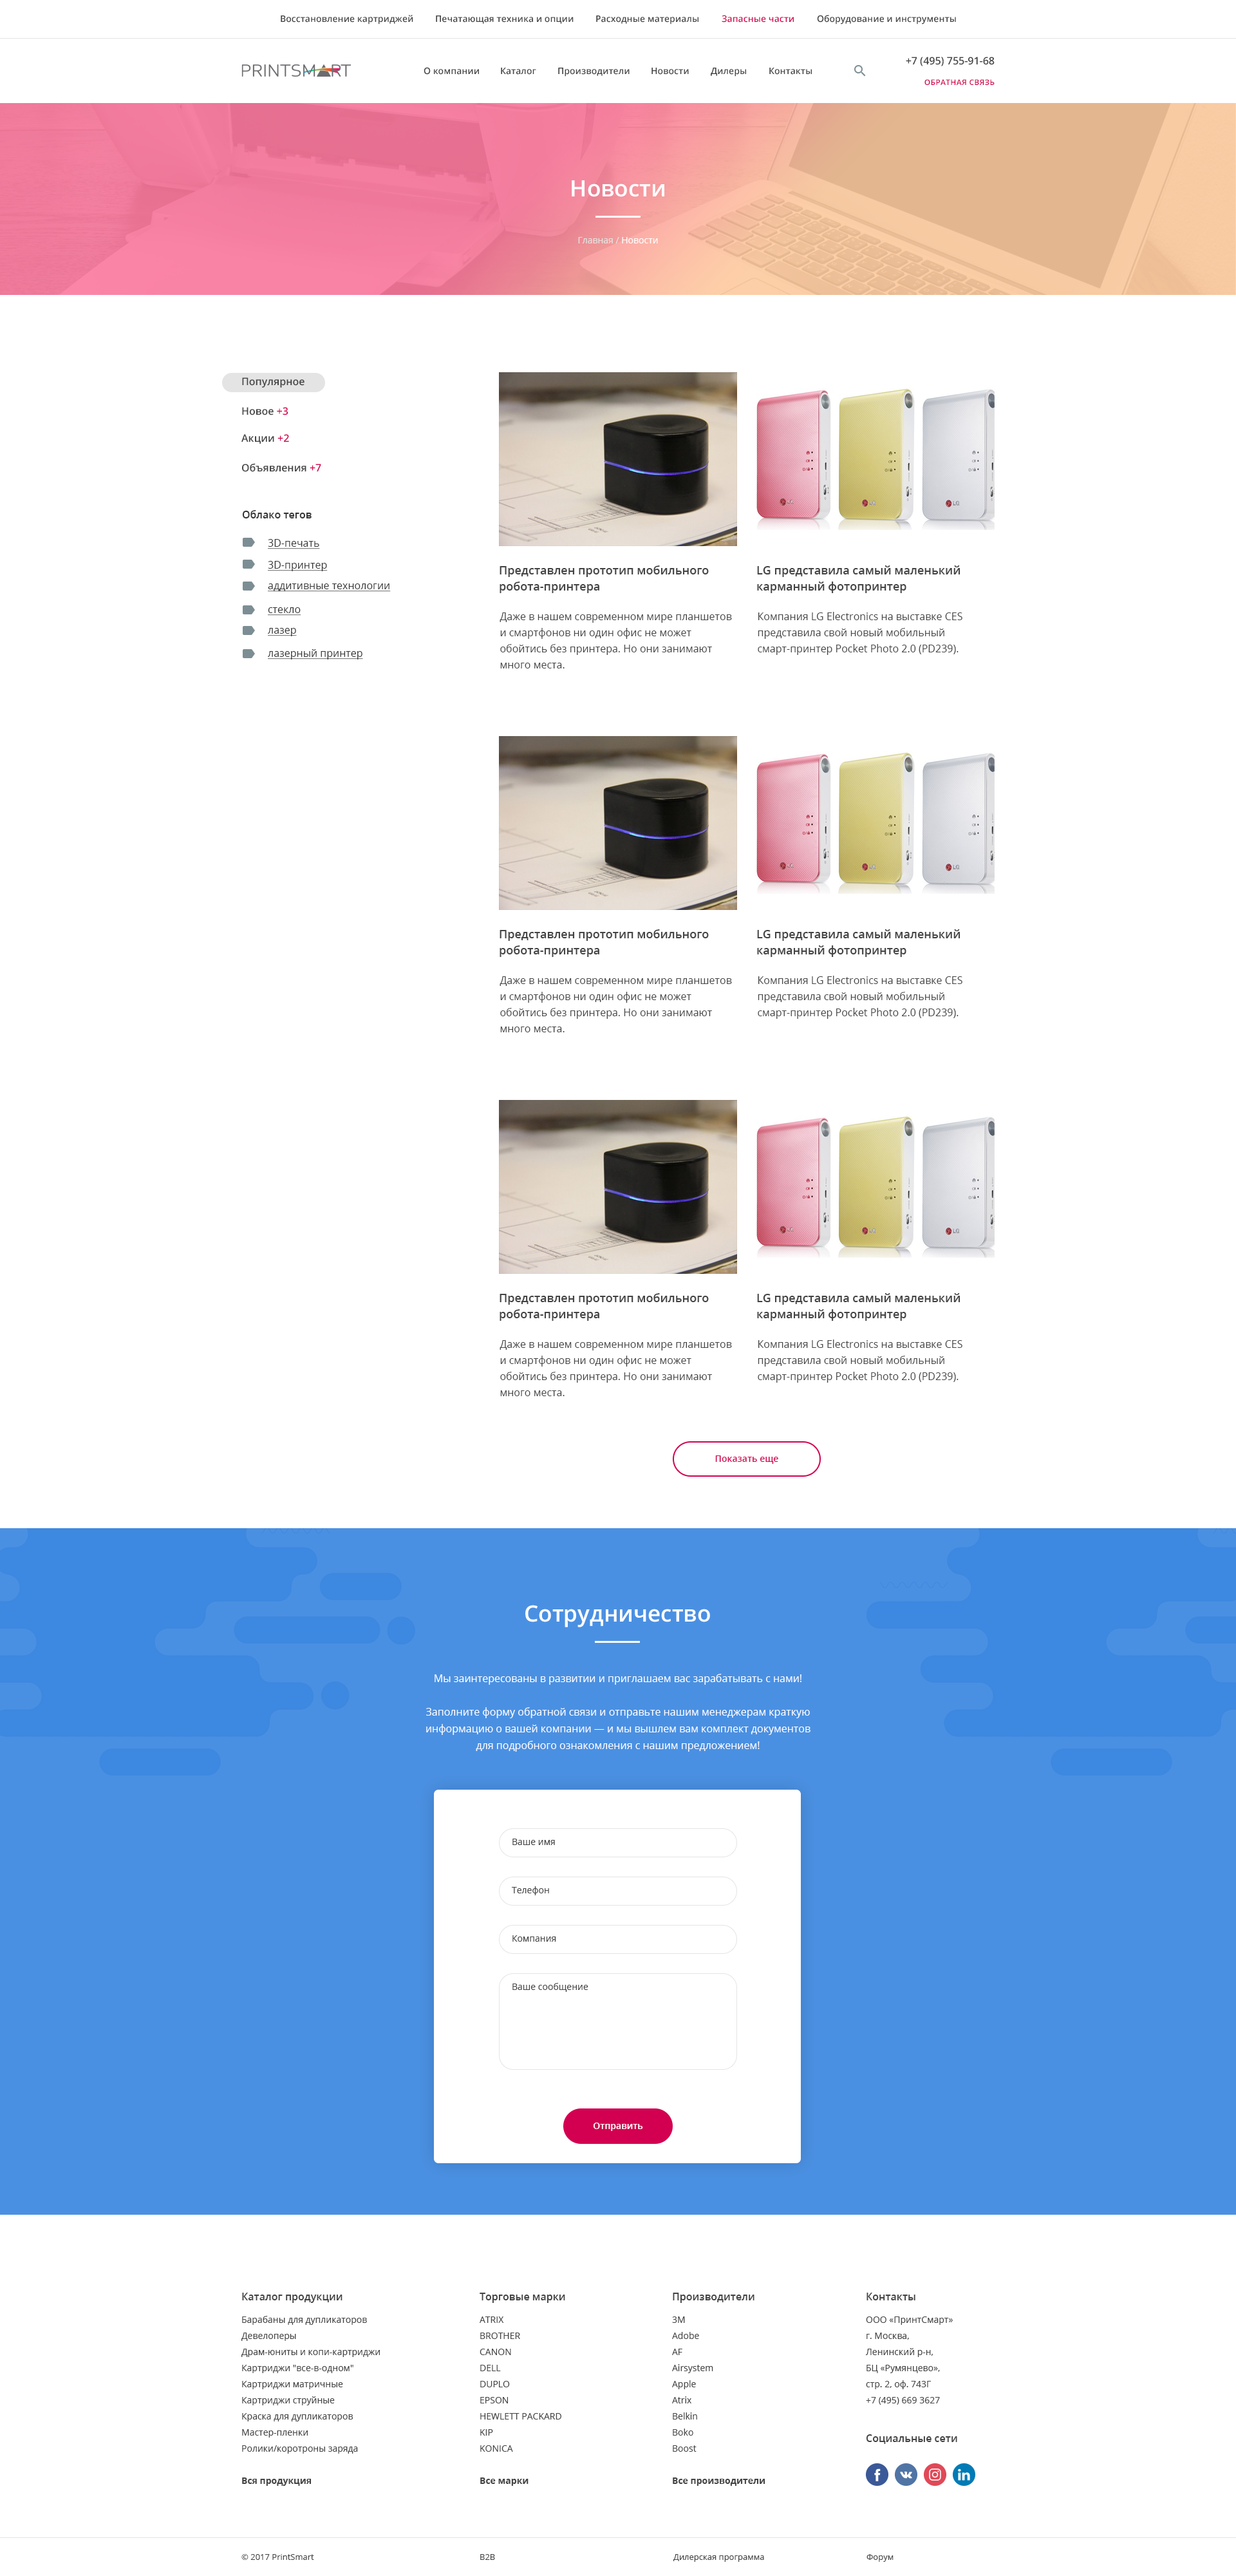 Восстановление картриджей Печатающая техника и опции Расходные материалы Запасные части Оборудование и инструменты
PRINTSMART
О компании Каталог Производители Новости Дилеры Контакты
+7 (495) 755-91-68
ОБРАТНАЯ СВЯЗЬ
Новости
Главная / Новости
Популярное
Новое +3
Акции +2
Объявления +7
Облако тегов
3D-печать
3D-принтер
аддитивные технологии
стекло
лазер
лазерный принтер
LG LG
Представлен прототип мобильного
робота-принтера
Даже в нашем современном мире планшетов
и смартфонов ни один офис не может
обойтись без принтера. Но они занимают
много места.
LG представила самый маленький
карманный фотопринтер
Компания LG Electronics на выставке CES
представила свой новый мобильный
смарт-принтер Pocket Photo 2.0 (PD239).
LG LG
Представлен прототип мобильного
робота-принтера
Даже в нашем современном мире планшетов
и смартфонов ни один офис не может
обойтись без принтера. Но они занимают
много места.
LG представила самый маленький
карманный фотопринтер
Компания LG Electronics на выставке CES
представила свой новый мобильный
смарт-принтер Pocket Photo 2.0 (PD239).
LG LG
Представлен прототип мобильного
робота-принтера
Даже в нашем современном мире планшетов
и смартфонов ни один офис не может
обойтись без принтера. Но они занимают
много места.
LG представила самый маленький
карманный фотопринтер
Компания LG Electronics на выставке CES
представила свой новый мобильный
смарт-принтер Pocket Photo 2.0 (PD239).
Показать еще
Сотрудничество
Мы заинтересованы в развитии и приглашаем вас зарабатывать с нами!
Заполните форму обратной связи и отправьте нашим менеджерам краткую
информацию о вашей компании — и мы вышлем вам комплект документов
для подробного ознакомления с нашим предложением!
Ваше имя
Телефон
Компания
Ваше сообщение
Отправить
Каталог продукции
Барабаны для дупликаторов
Девелоперы
Драм-юниты и копи-картриджи
Картриджи "все-в-одном"
Картриджи матричные
Картриджи струйные
Краска для дупликаторов
Мастер-пленки
Ролики/коротроны заряда
Вся продукция
Торговые марки
ATRIX
BROTHER
CANON
DELL
DUPLO
EPSON
HEWLETT PACKARD
KIP
KONICA
Все марки
Производители
3M
Adobe
AF
Airsystem
Apple
Atrix
Belkin
Boko
Boost
Все производители
Контакты
ООО «ПринтСмарт»
г. Москва,
Ленинский р-н,
БЦ «Румянцево»,
стр. 2, оф. 743Г
+7 (495) 669 3627
Социальные сети
© 2017 PrintSmart B2B Дилерская программа Форум